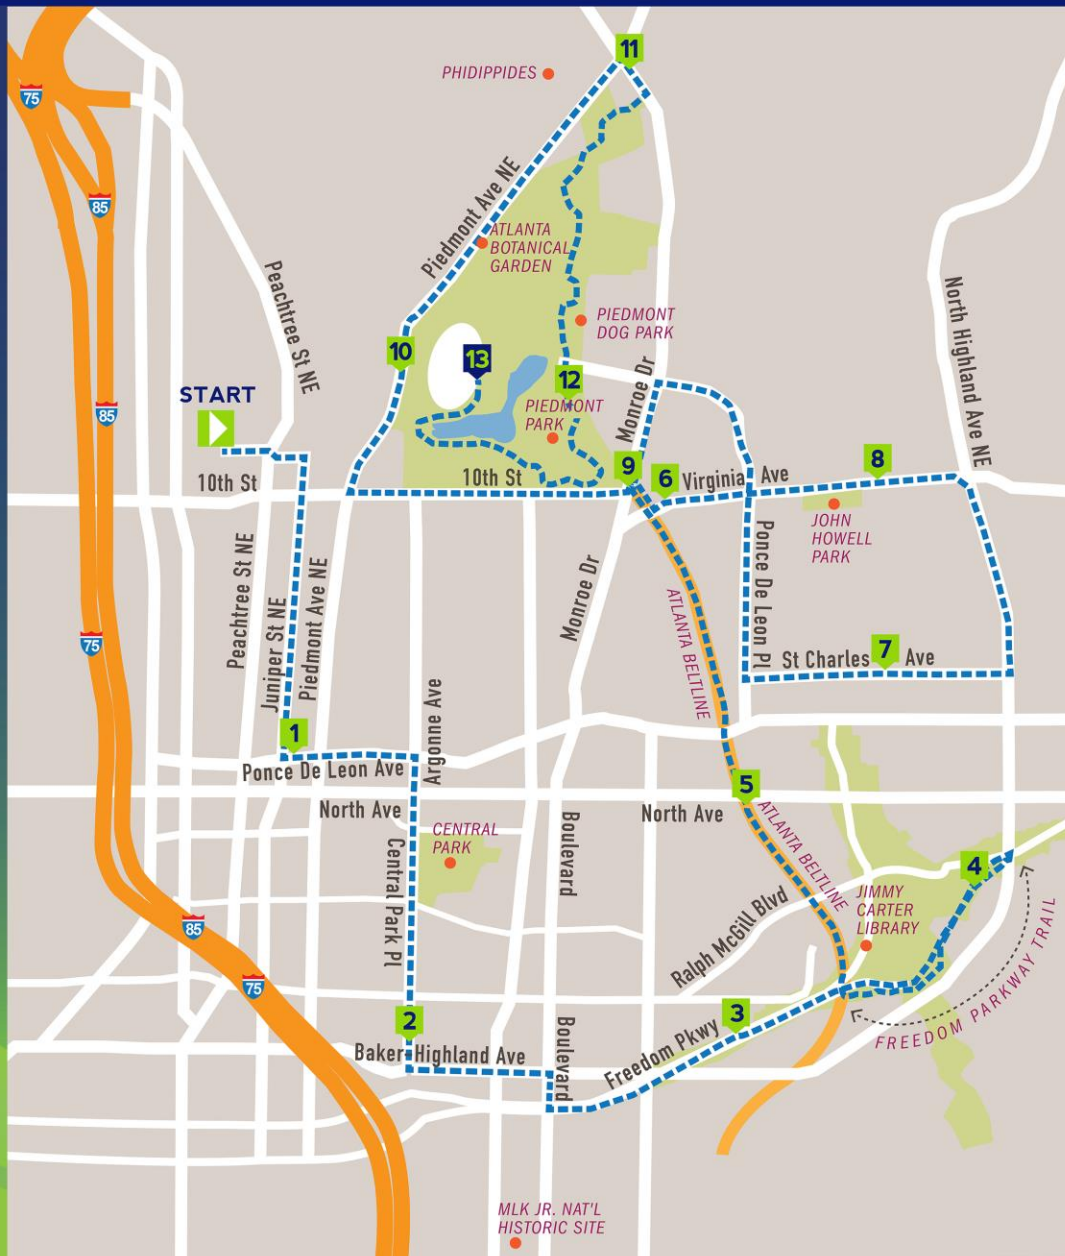 11
PHIDIPPIDES
75
Piedmont Ave NE
85
ATLANTA
BOTANICAL
GARDEN
Peachtree St NE
North Highland Ave NE
PIEDMONT
DOG PARK
10
13
12
Monroe Dr
START
85
PIEDMONT
PARK
9
6
8
10th St
10th St
Virginia Ave
JOHN
HOWELL
PARK
Peachtree St NE
Juniper St NE
Piedmont Ave NE
Monroe Dr
ATLANTA BELTLINE
Ponce De Leon Pl
75
7
St Charles Ave
1
Argonne Ave
Ponce De Leon Ave
5
North Ave
North Ave
ATLANTA BELTLINE
CENTRAL
PARK
Central Park Pl
Boulevard
4
JIMMY
CARTER
LIBRARY
Ralph McGill Blvd
85
75
FREEDOM PARKWAY TRAIL
2
3
Baker-Highland Ave
Boulevard
Freedom Pkwy
MLK JR. NAT'L
HISTORIC SITE